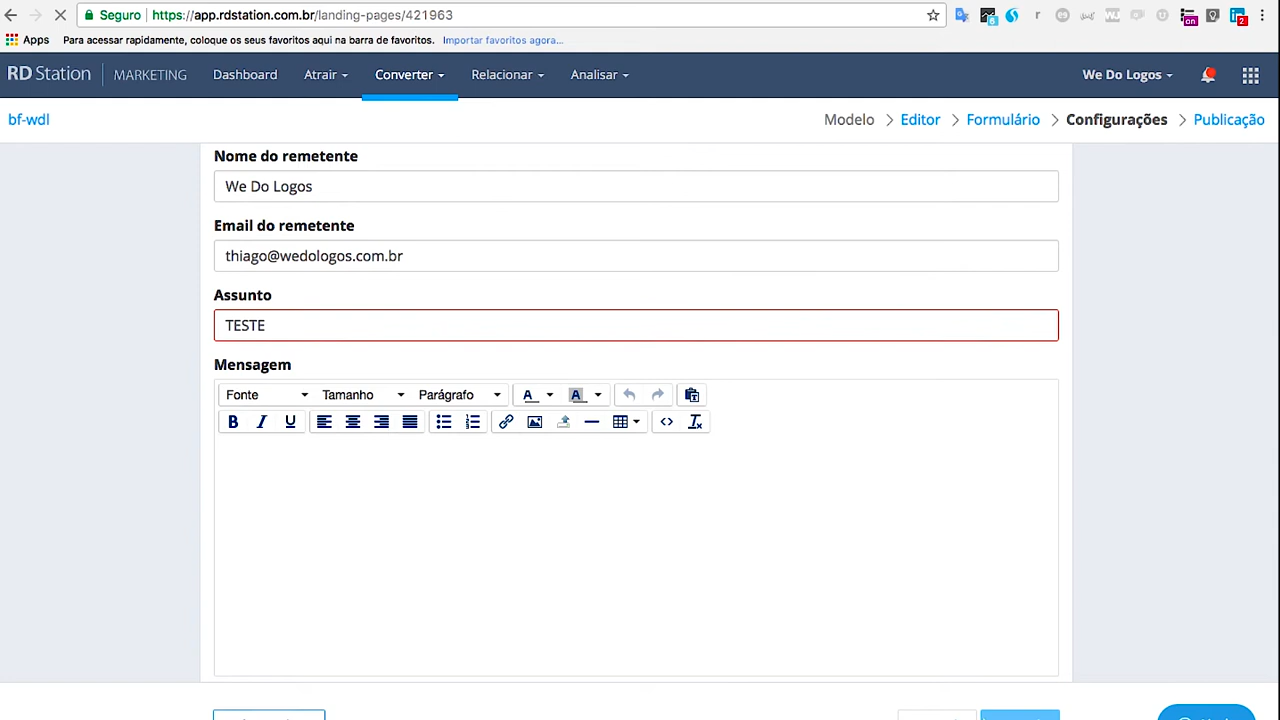 Seguro https://app.rdstation.com.br/landing-pages/421963
Apps Para acessar rapidamente, coloque os seus favoritos aqui na barra de favoritos. Importar favoritos agora...
RD Station MARKETING Dashboard Atrair Converter Relacionar Analisar We Do Logos
bf-wdl Modelo > Editor > Formulário > Configurações > Publicação
Nome do remetente
We Do Logos
Email do remetente
thiago@wedologos.com.br
Assunto
TESTE
Mensagem
Fonte Tamanho Parágrafo A A
B I U